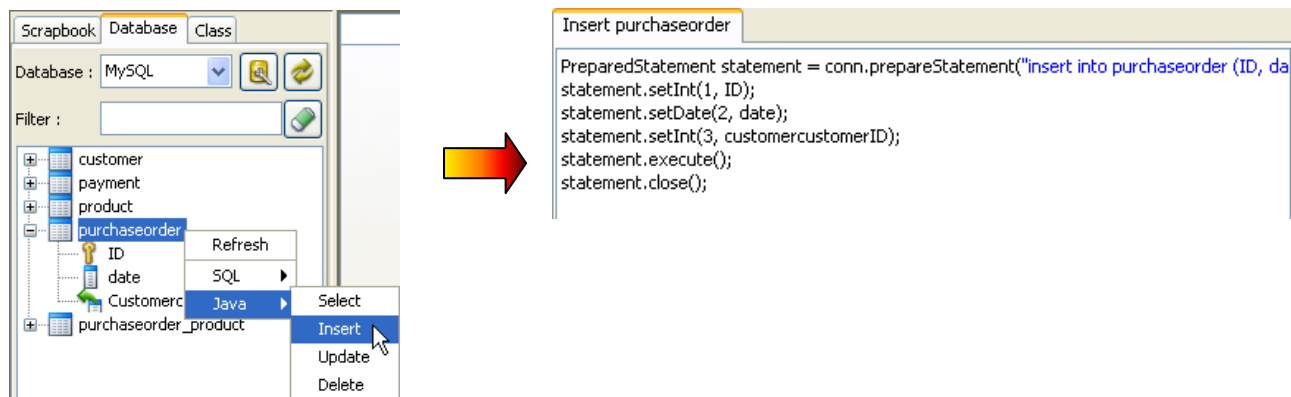 Scrapbook Database Class
Database : MySQL
Filter :
customer
payment
product
purchaseorder
ID
date
Customerc
purchaseorder_product
Refresh
SQL
Java
Select
Insert
Update
Delete
Insert purchaseorder
PreparedStatement statement = conn.prepareStatement("insert into purchaseorder (ID, da
statement.setInt(1, ID);
statement.setDate(2, date);
statement.setInt(3, customercustomerID);
statement.execute();
statement.close();